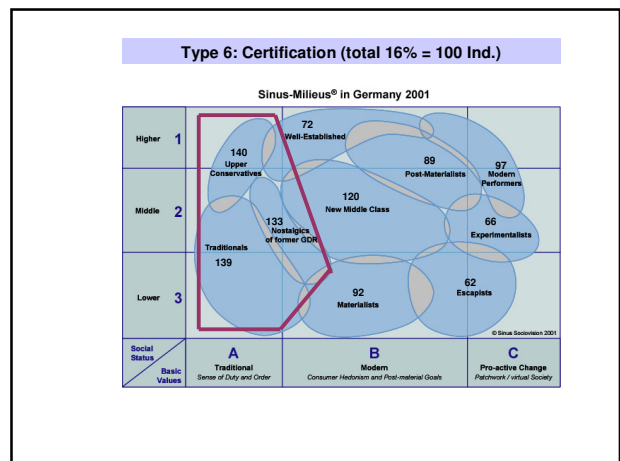 Type 6: Certification (total 16% = 100 Ind.)
Sinus-Milieus® in Germany 2001
Higher 1
72
Well-Established
140
Upper
Conservatives
89
Post-Materialists
97
Modern
Performers
Middle 2
120
New Middle Class
133
Nostalgics
of former GDR
66
Experimentalists
Traditionals
139
Lower 3
92
Materialists
62
Escapists
© Sinus Sociovision 2001
Social
Status
Basic
Values
A
Traditional
Sense of Duty and Order
B
Modern
Consumer Hedonism and Post-material Goals
C
Pro-active Change
Patchwork / virtual Society